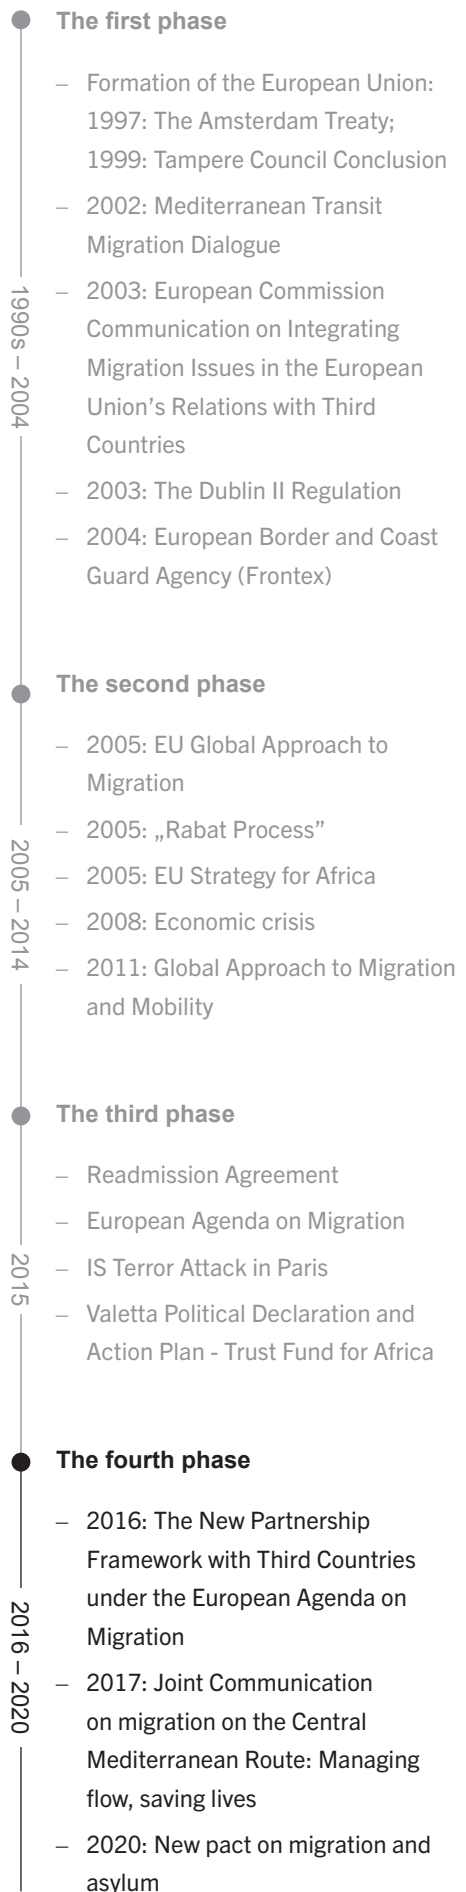 The first phase
– Formation of the European Union:
1997: The Amsterdam Treaty;
1999: Tampere Council Conclusion
– 2002: Mediterranean Transit
Migration Dialogue
1990s – 2004
– 2003: European Commission
Communication on Integrating
Migration Issues in the European
Union’s Relations with Third
Countries
– 2003: The Dublin II Regulation
– 2004: European Border and Coast
Guard Agency (Frontex)
The second phase
– 2005: EU Global Approach to
Migration
– 2005: „Rabat Process”
2005 – 2014
– 2005: EU Strategy for Africa
– 2008: Economic crisis
– 2011: Global Approach to Migration
and Mobility
The third phase
– Readmission Agreement
– European Agenda on Migration
2015
– IS Terror Attack in Paris
– Valetta Political Declaration and
Action Plan - Trust Fund for Africa
The fourth phase
– 2016: The New Partnership
Framework with Third Countries
under the European Agenda on
Migration
2016 – 2020
– 2017: Joint Communication
on migration on the Central
Mediterranean Route: Managing
flow, saving lives
– 2020: New pact on migration and
asylum